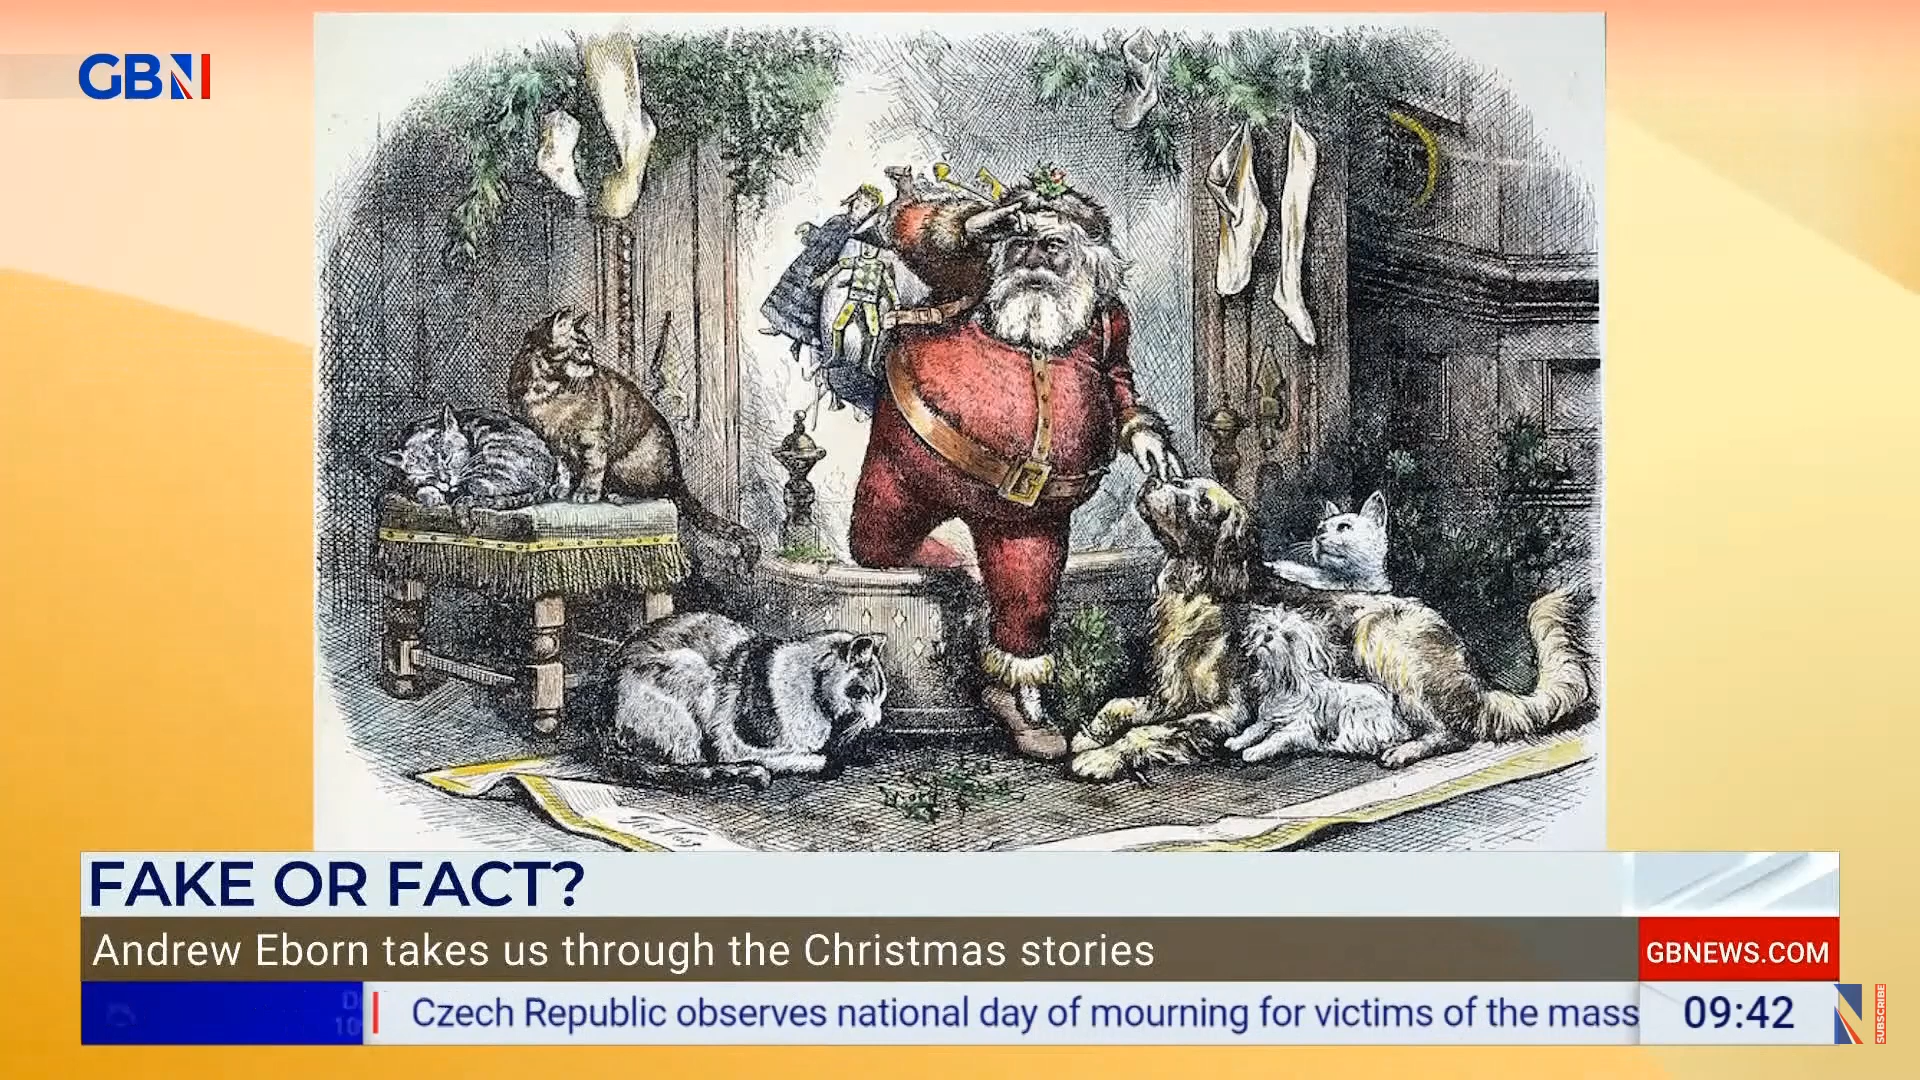 GBN
FAKE OR FACT?
Andrew Eborn takes us through the Christmas stories
GBNEWS.COM
Czech Republic observes national day of mourning for victims of the mass
09:42
SUBSCRIBE